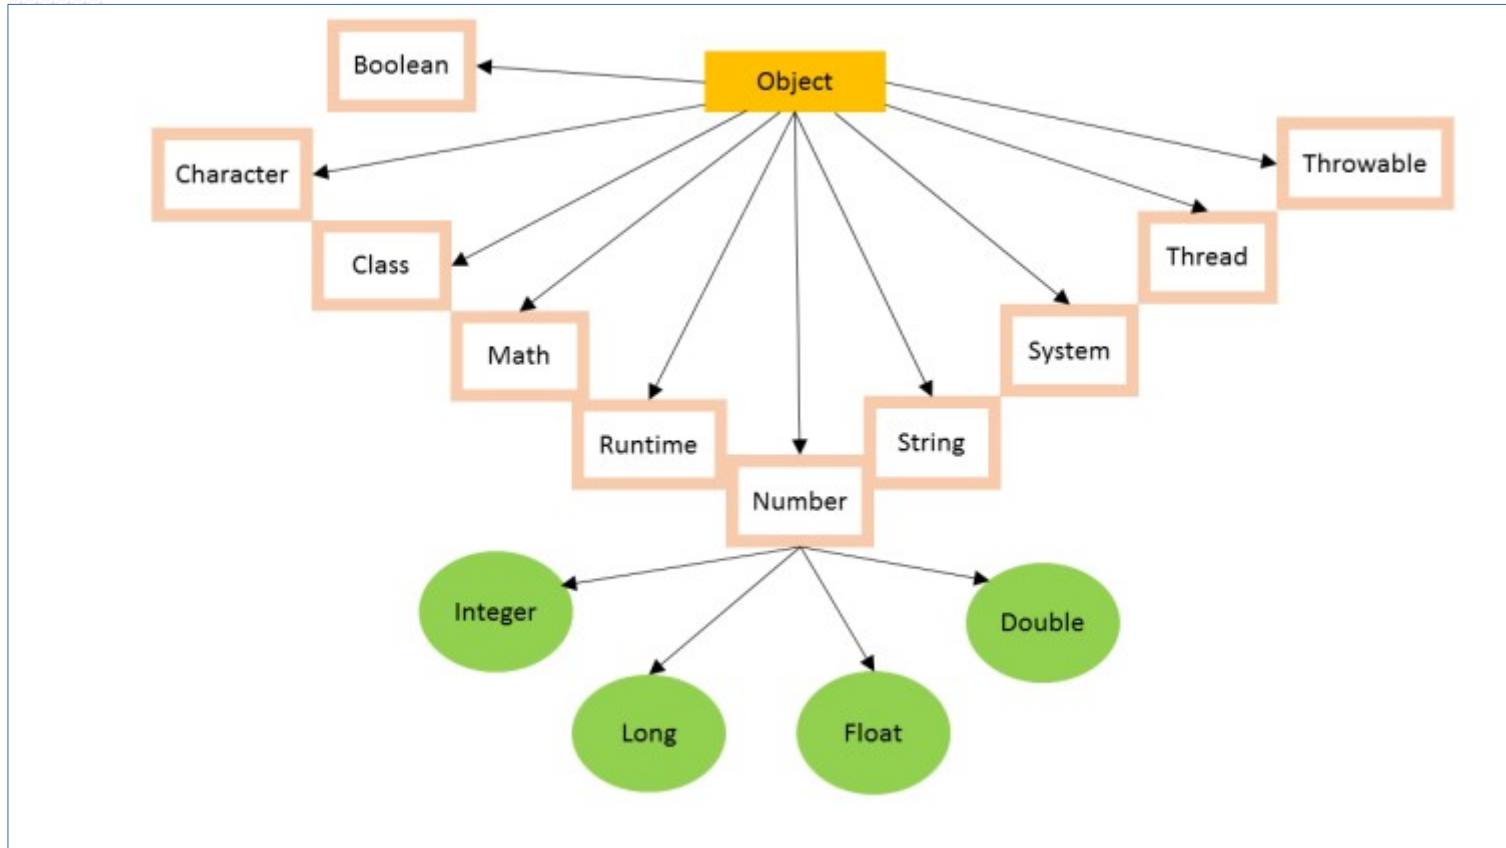 Boolean
Object
Character
Throwable
Class
Thread
Math
System
Runtime
String
Number
Integer
Double
Long
Float